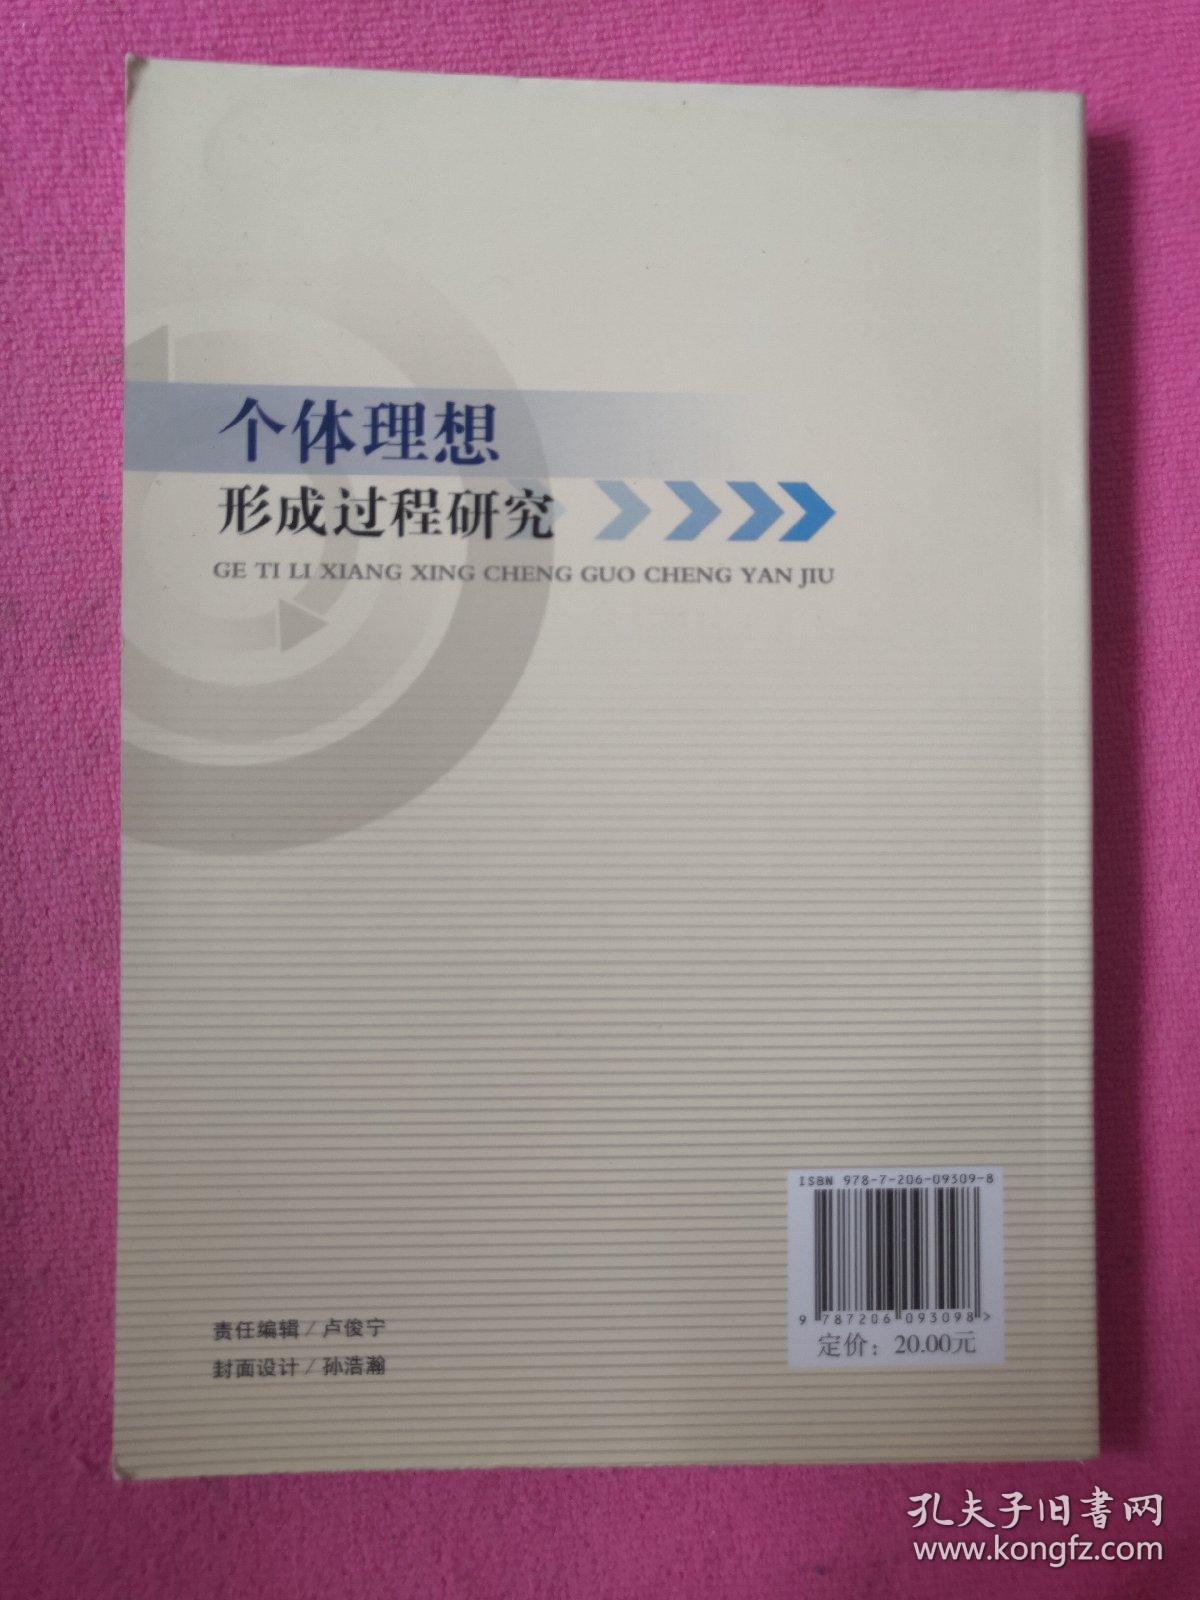 个体理想
形成过程研究
GE TI LI XIANG XING CHENG GUO CHENG YAN JIU
ISBN 978-7-206-09309-8
9 787206 093098 >
定价：20.00元
责任编辑/卢俊宁
封面设计/孙浩瀚
孔夫子旧書网
www.kongfz.com